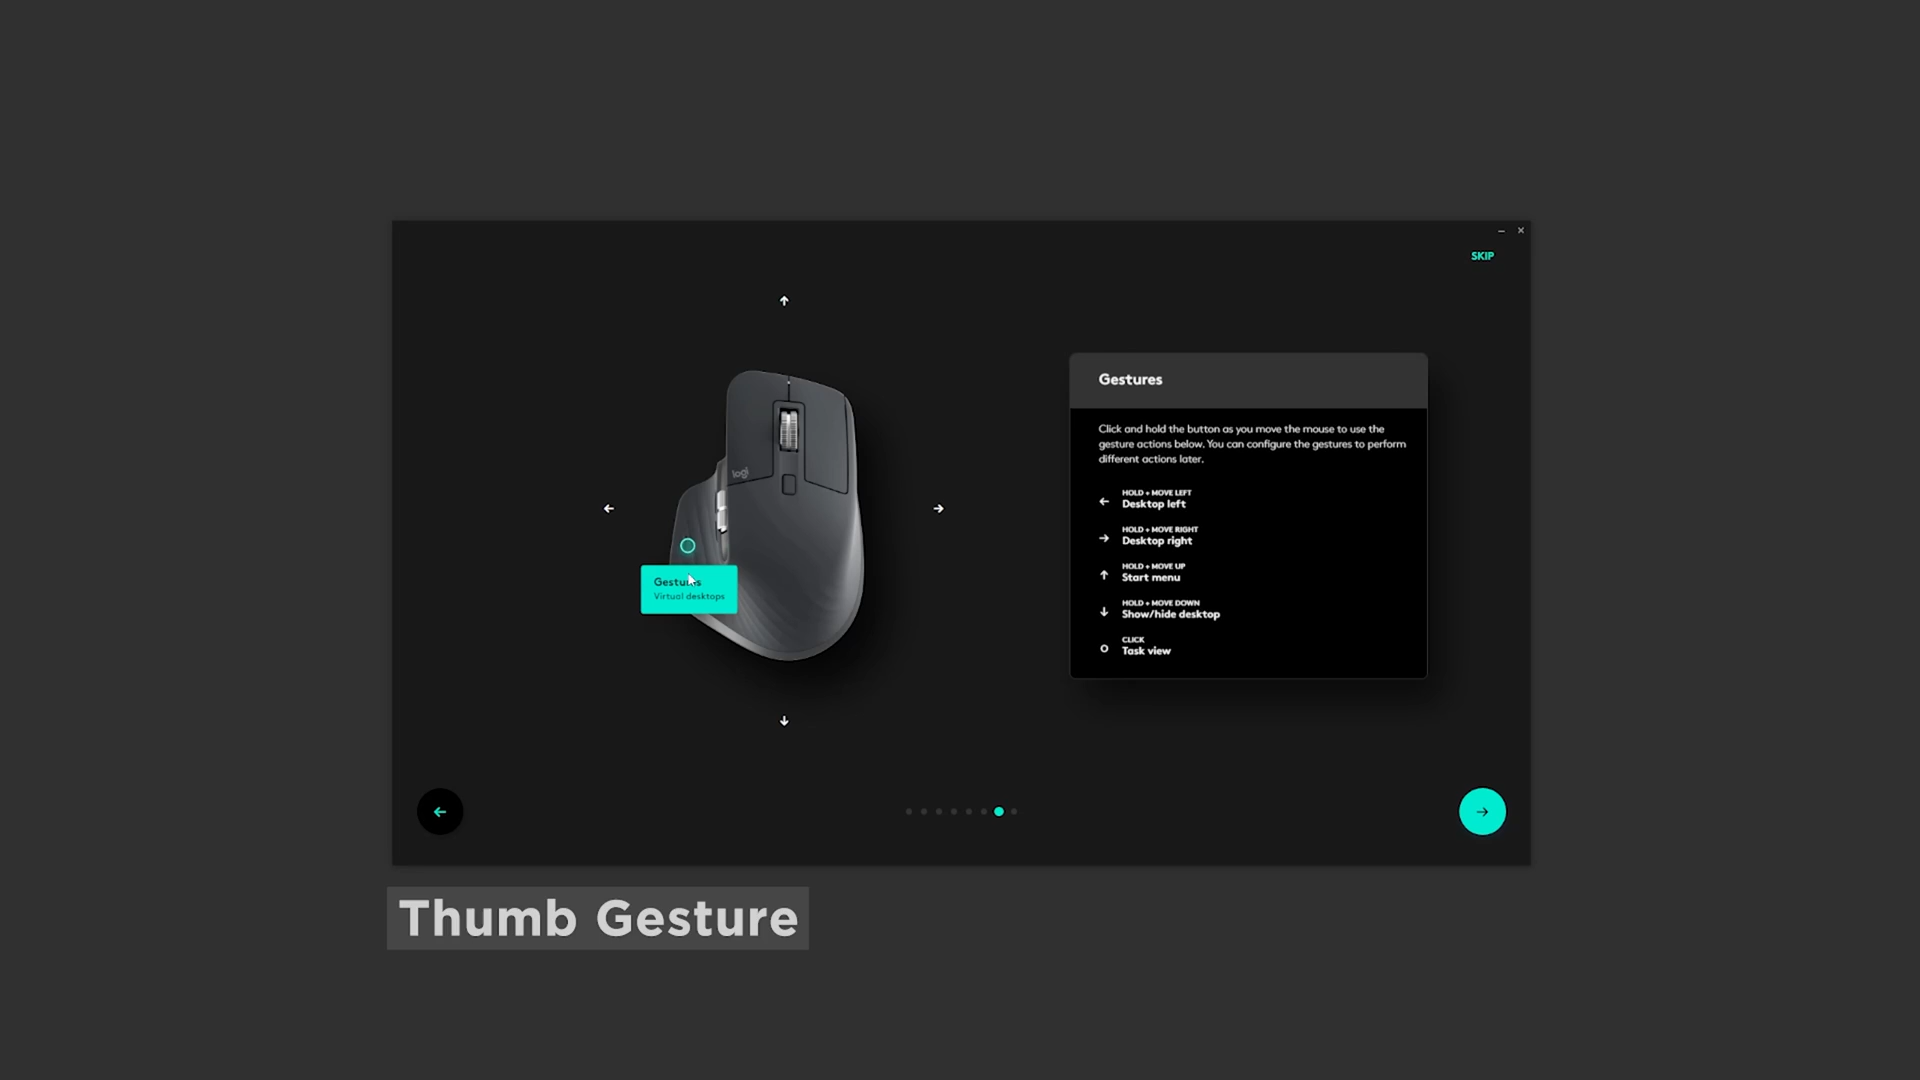 SKIP
logi
Gestures
Virtual desktops
Gestures
Click and hold the button as you move the mouse to use the
gesture actions below. You can configure the gestures to perform
different actions later.
HOLD + MOVE LEFT
Desktop left
HOLD + MOVE RIGHT
Desktop right
HOLD + MOVE UP
Start menu
HOLD + MOVE DOWN
Show/hide desktop
CLICK
Task view
Thumb Gesture